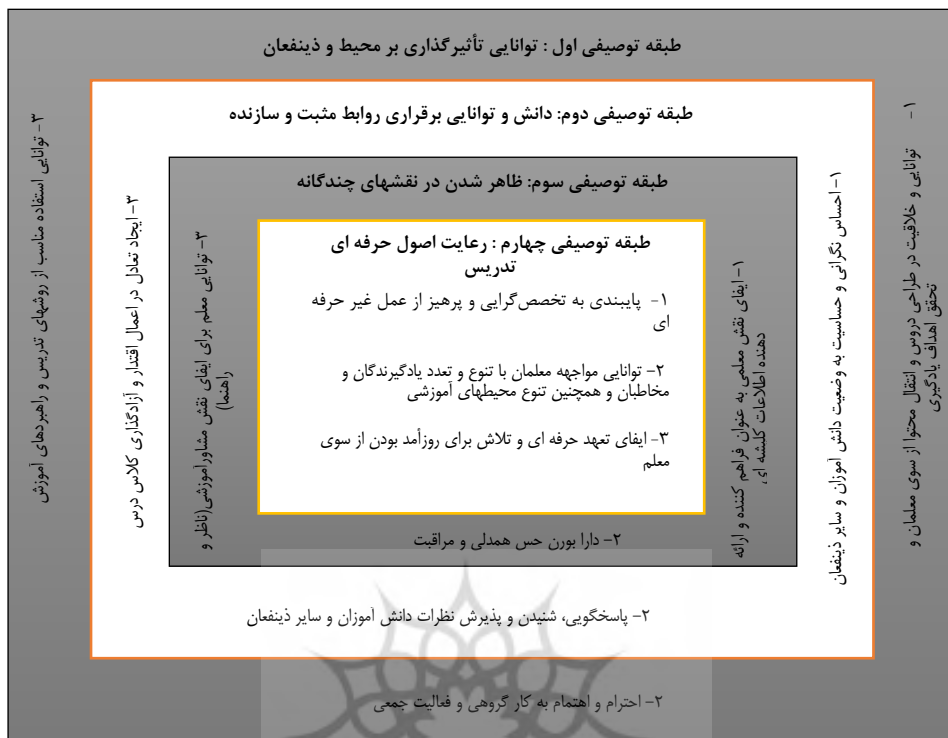 طبقه توصیفی اول : توانایی تأثیرگذاری بر محیط و ذینفعان
۱-
توانایی و خلاقیت در طراحی دروس و انتقال محتوا از سوی معلمان و
تحقق اهداف یادگیری
۲- احترام و اهتمام به کار گروهی و فعالیت جمعی
۳- توانایی استفاده مناسب از روشهای تدریس و راهبردهای آموزش
طبقه توصیفی دوم: دانش و توانایی برقراری روابط مثبت و سازنده
۱- احساس نگرانی و حساسیت به وضعیت دانش آموزان و سایر ذینفعان
۲- پاسخگویی، شنیدن و پذیرش نظرات دانش آموزان و سایر ذینفعان
۳- ایجاد تعادل در اعمال اقتدار و آزادگذاری کلاس درس
طبقه توصیفی سوم: ظاهر شدن در نقشهای چندگانه
۱- ایفای نقش معلمی به عنوان فراهم کننده و ارائه
دهنده اطلاعات کلیشه ای،
۲- دارا بورن حس همدلی و مراقبت
۳- توانایی معلم برای ایفای نقش مشاورآموزشی(ناظر و
راهنما)
طبقه توصیفی چهارم : رعایت اصول حرفه ای
تدریس
۱- پایبندی به تخصص‌گرایی و پرهیز از عمل غیر حرفه
ای
۲- توانایی مواجهه معلمان با تنوع و تعدد یادگیرندگان و
مخاطبان و همچنین تنوع محیطهای آموزشی
۳- ایفای تعهد حرفه ای و تلاش برای روزآمد بودن از سوی
معلم